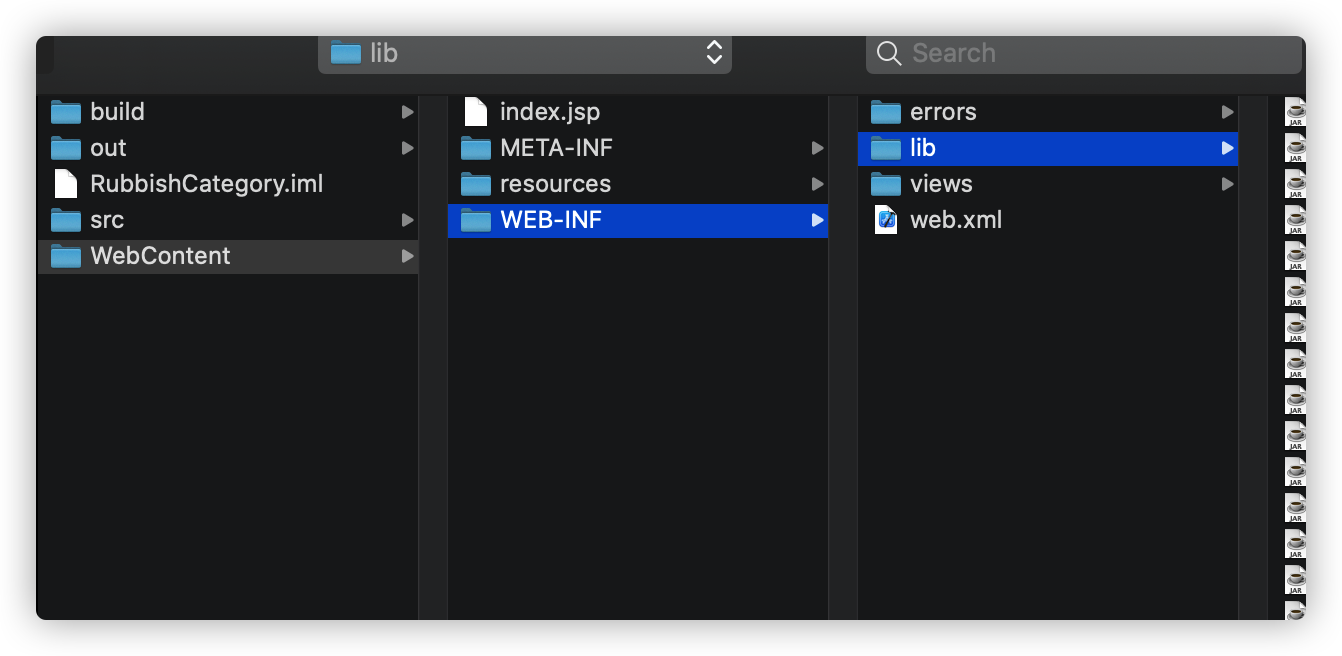 lib
Search
build
out
RubbishCategory.iml
src
WebContent
index.jsp
META-INF
resources
WEB-INF
errors
lib
views
web.xml
JAR
JAR
JAR
JAR
JAR
JAR
JAR
JAR
JAR
JAR
JAR
JAR
JAR
JAR